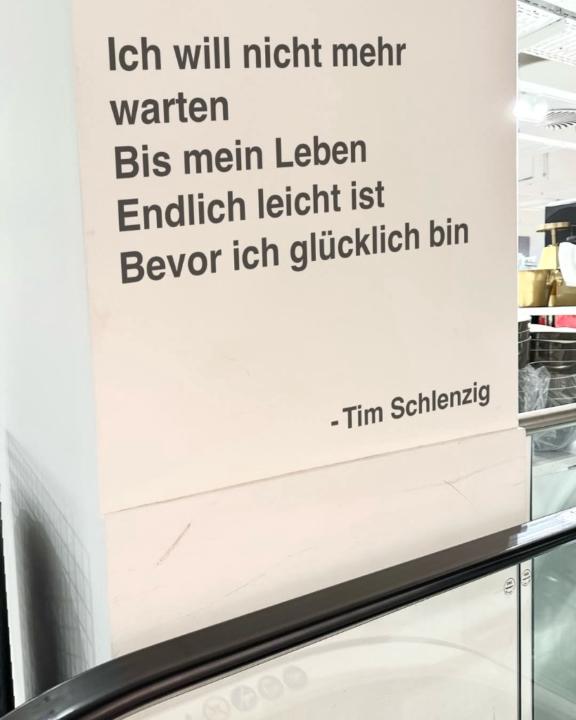 Ich will nicht mehr
warten
Bis mein Leben
Endlich leicht ist
Bevor ich glücklich bin
- Tim Schlenzig